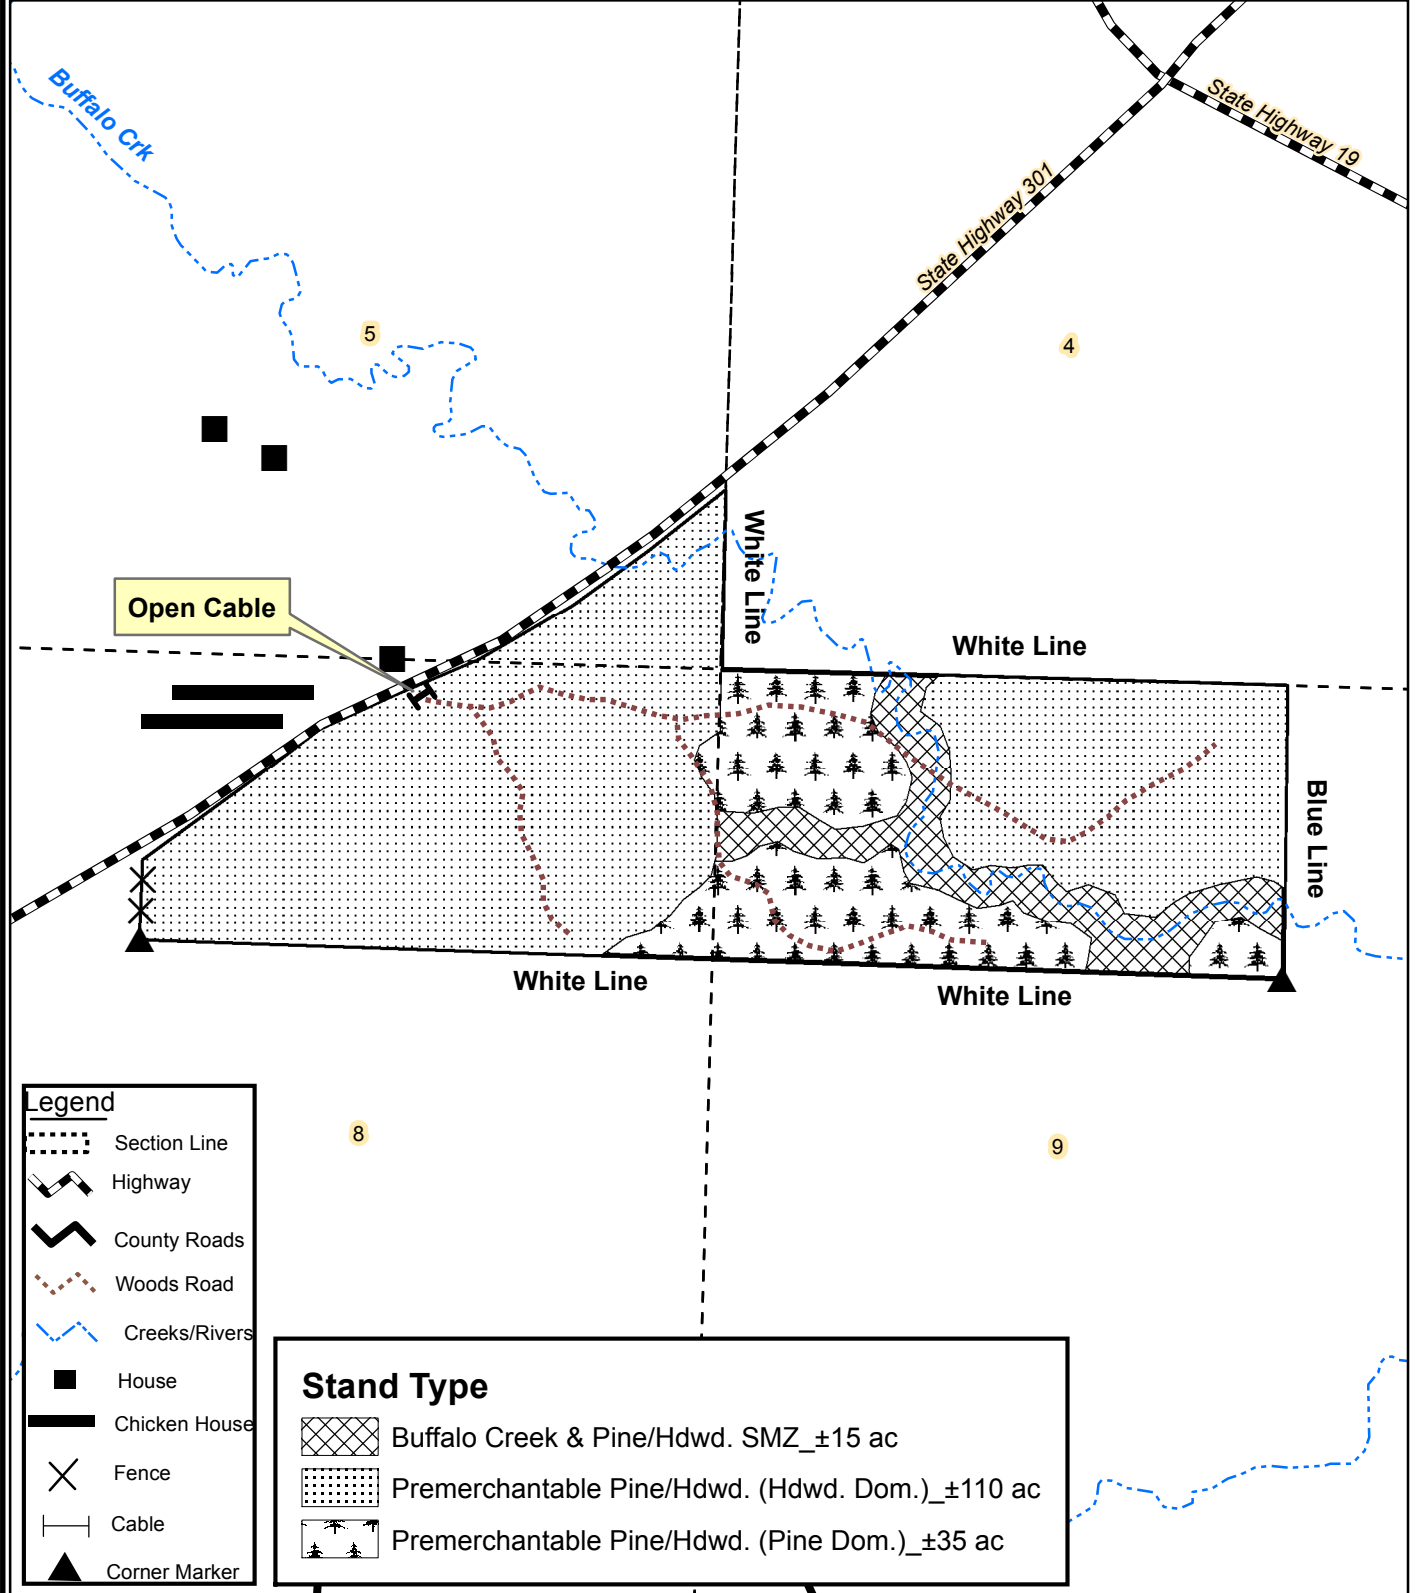 Buffalo Crk
State Highway 19
State Highway 301
5
4
White Line
Open Cable
White Line
Blue Line
White Line
White Line
8
9
Legend
Section Line
Highway
County Roads
Woods Road
Creeks/Rivers
House
Chicken House
Fence
Cable
Corner Marker
Stand Type
Buffalo Creek & Pine/Hdwd. SMZ_±15 ac
Premerchantable Pine/Hdwd. (Hdwd. Dom.)_±110 ac
Premerchantable Pine/Hdwd. (Pine Dom.)_±35 ac